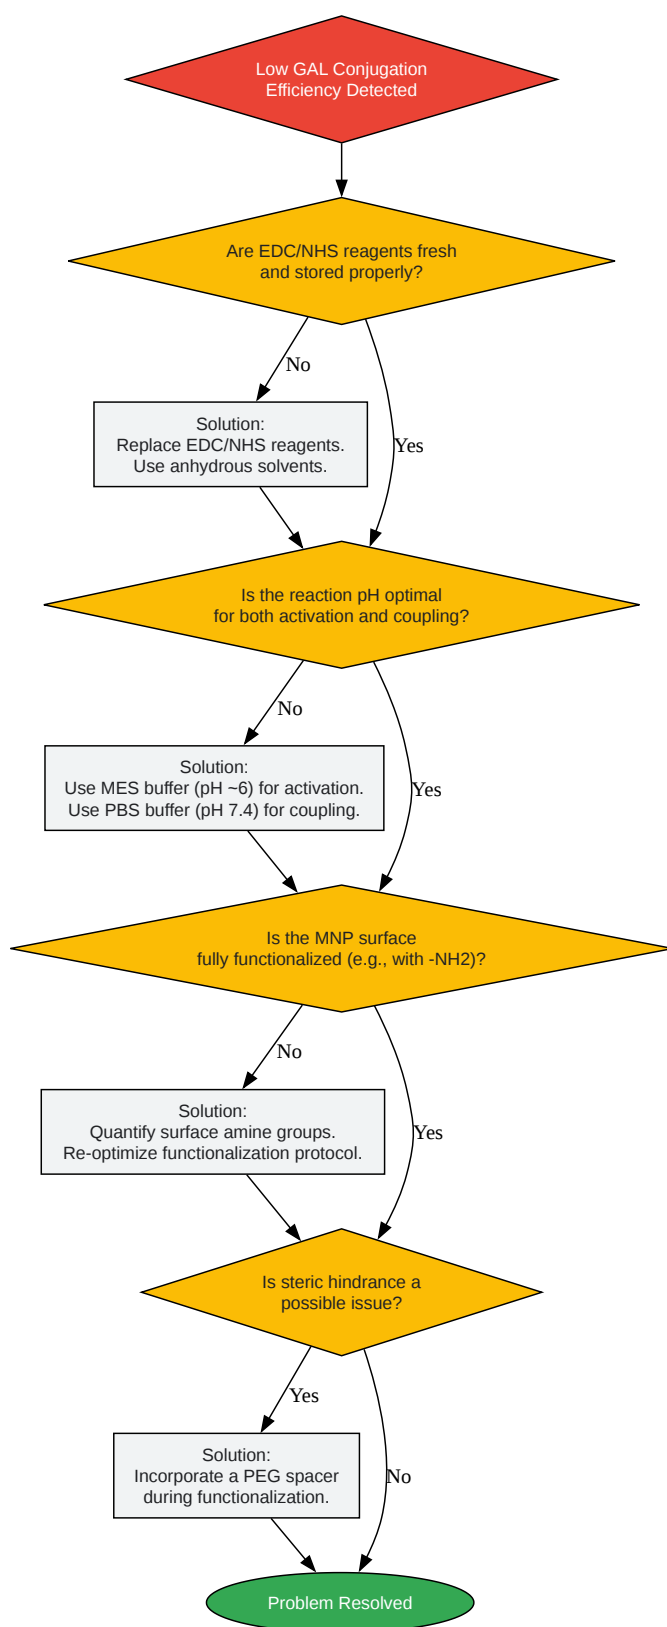 Low GAL Conjugation
Efficiency Detected
Are EDC/NHS reagents fresh
and stored properly?
No
Solution:
Replace EDC/NHS reagents.
Use anhydrous solvents.
Yes
Is the reaction pH optimal
for both activation and coupling?
No
Solution:
Use MES buffer (pH ~6) for activation.
Use PBS buffer (pH 7.4) for coupling.
Yes
Is the MNP surface
fully functionalized (e.g., with -NH2)?
No
Solution:
Quantify surface amine groups.
Re-optimize functionalization protocol.
Yes
Is steric hindrance a
possible issue?
Yes
Solution:
Incorporate a PEG spacer
during functionalization.
No
Problem Resolved